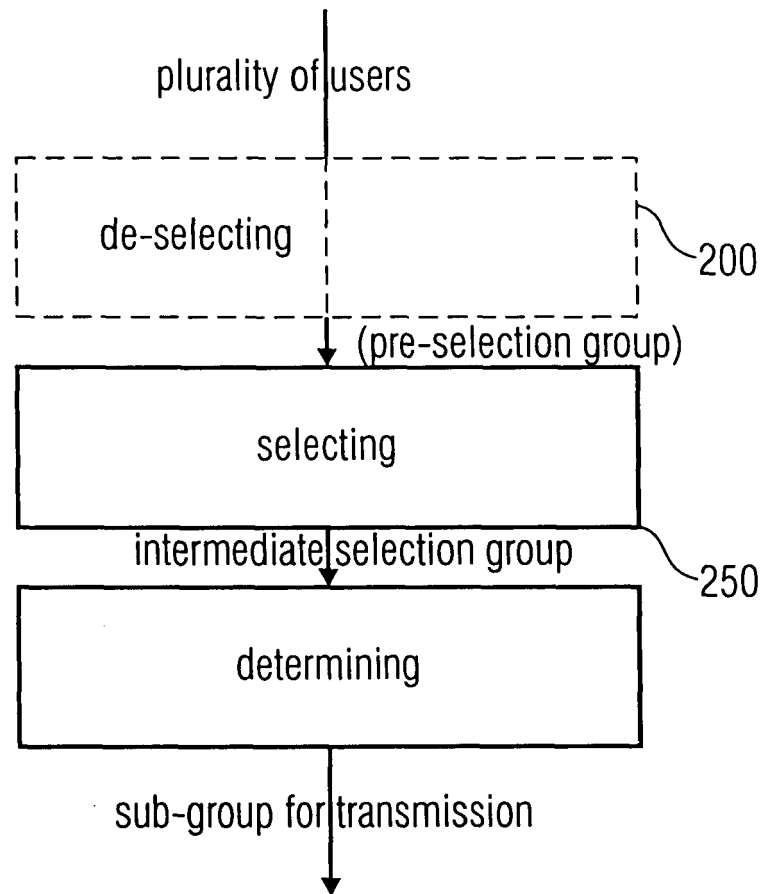 plurality of users
de-selecting
200
(pre-selection group)
selecting
intermediate selection group
250
determining
sub-group for transmission